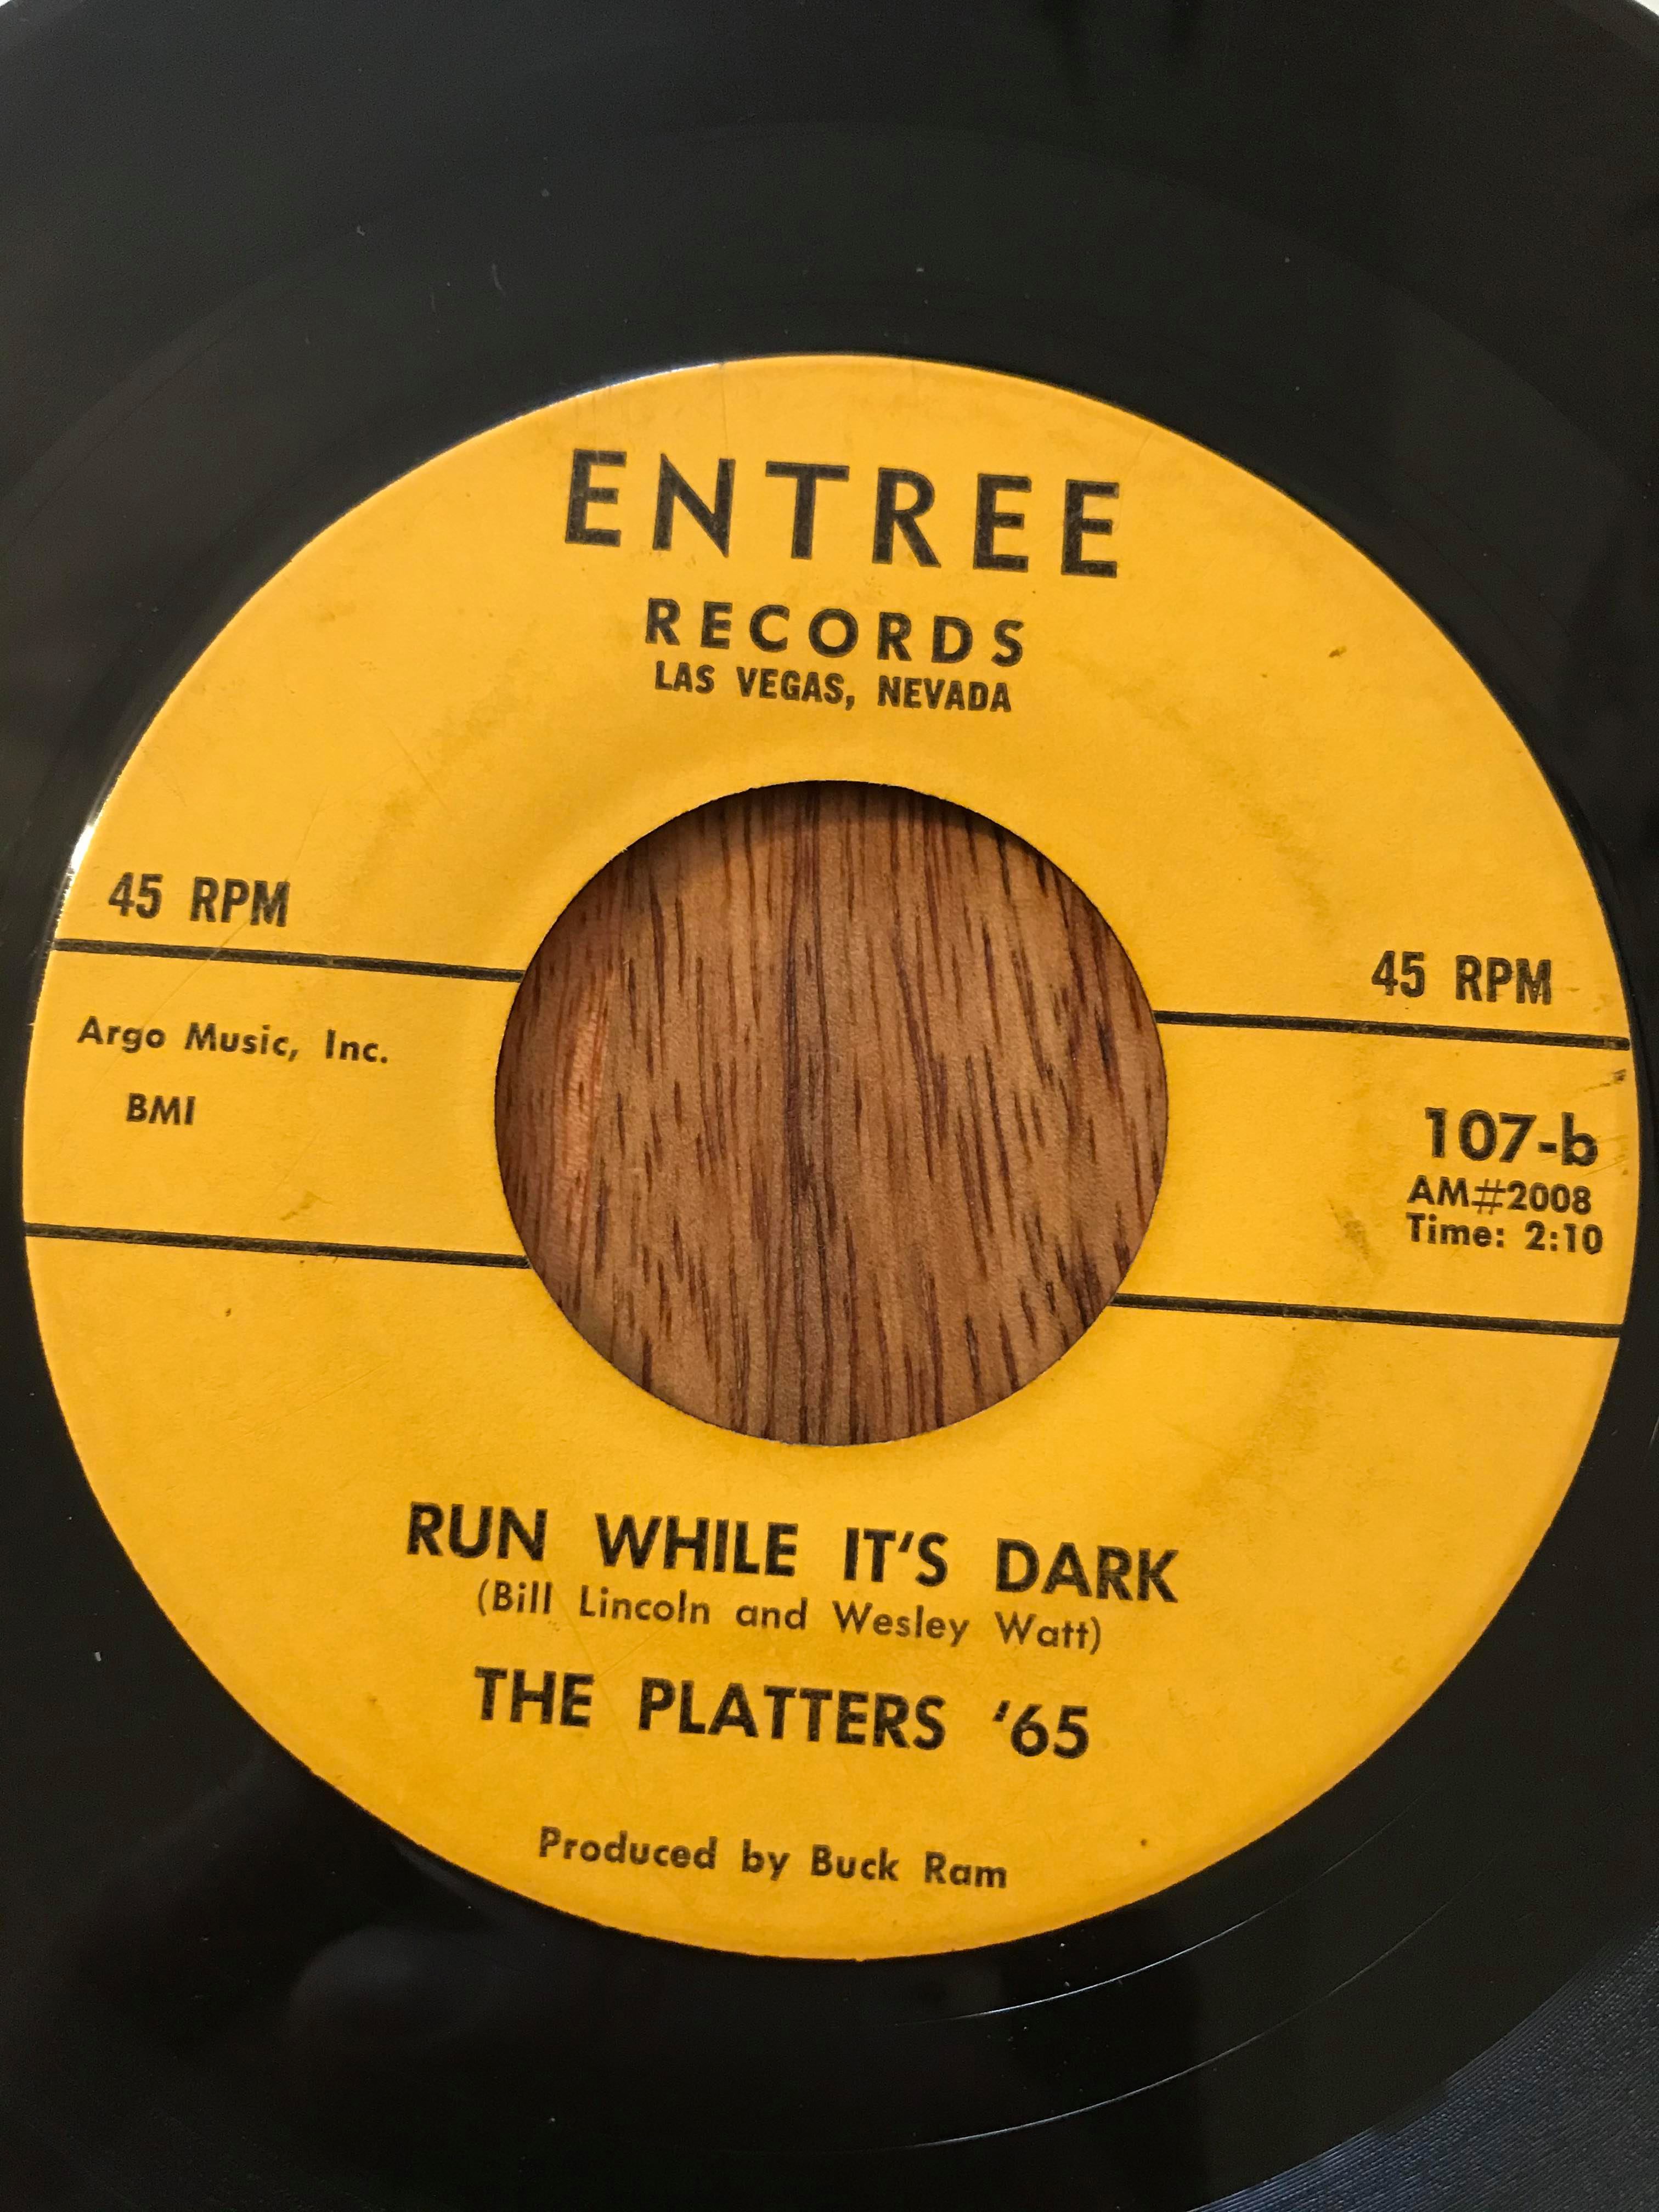 ENTREE
RECORDS
LAS VEGAS, NEVADA
45 RPM
45 RPM
Argo Music, Inc.
BMI
107-b
AM#2008
Time: 2:10
RUN WHILE IT'S DARK
(Bill Lincoln and Wesley Watt)
THE PLATTERS '65
Produced by Buck Ram